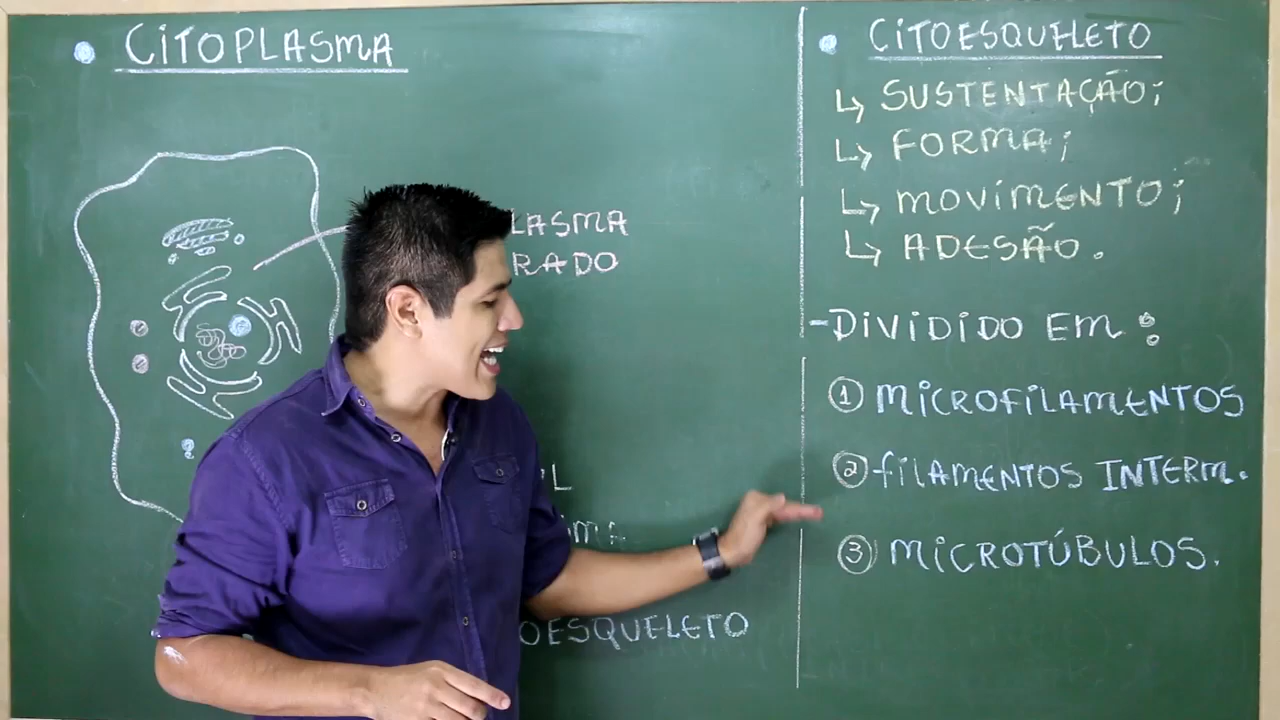 • CITOPLASMA
LASMA
RADO
L
OESQUELETO
• CITOESQUELETO
↳ SUSTENTAÇÃO;
↳ FORMA;
↳ MOVIMENTO;
↳ ADESÃO.
- DIVIDIDO EM:
① MICROFILAMENTOS
② FILAMENTOS INTERM.
③ MICROTÚBULOS.